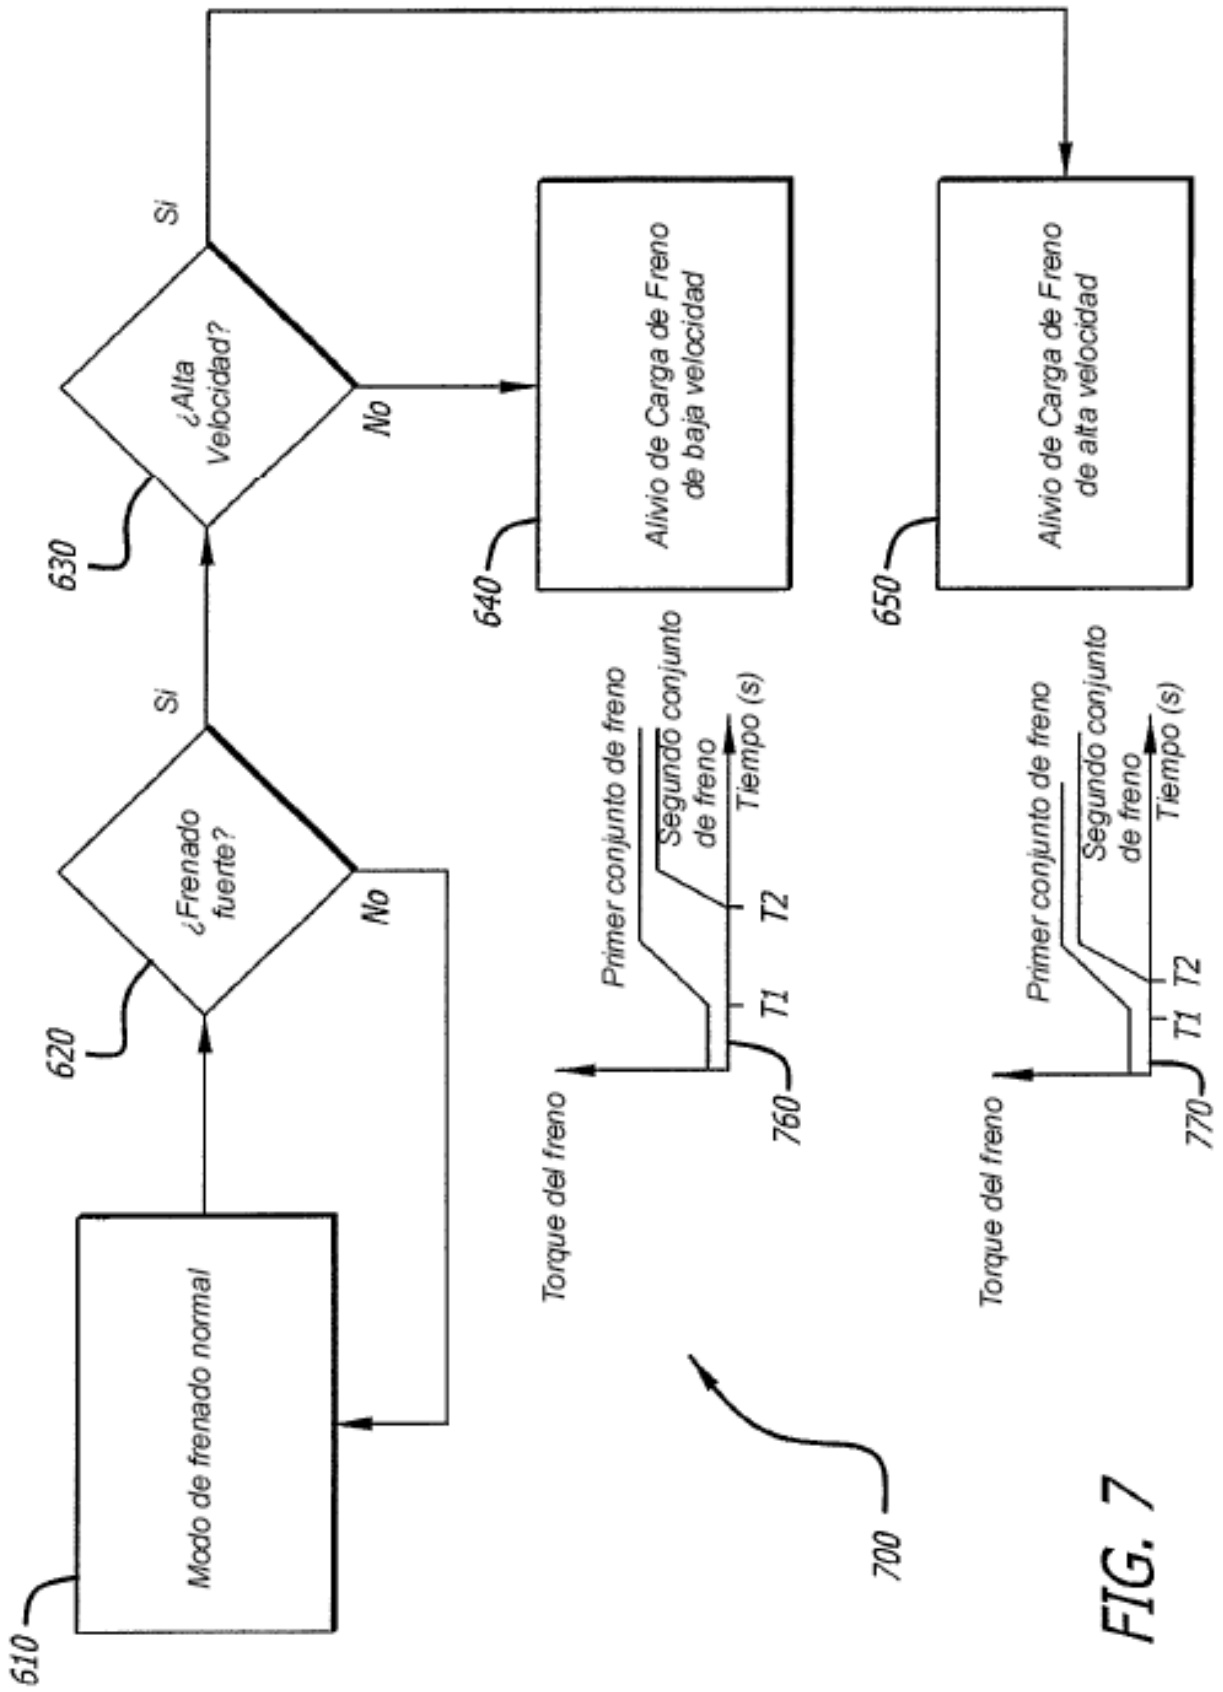 610
Modo de frenado normal
620
¿Frenado
fuerte?
Si
No
630
¿Alta
Velocidad?
Si
No
Torque del freno
Primer conjunto de freno
Segundo conjunto
de freno
Tiempo (s)
T1
T2
760
640
Alivio de Carga de Freno
de baja velocidad
Torque del freno
Primer conjunto de freno
Segundo conjunto
de freno
Tiempo (s)
T1
T2
770
650
Alivio de Carga de Freno
de alta velocidad
700
FIG. 7